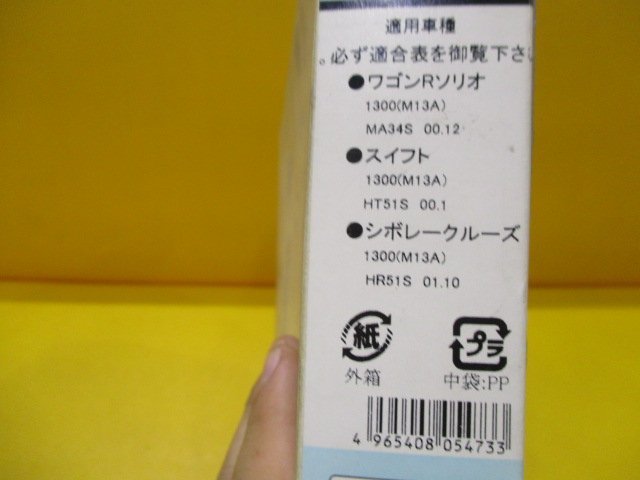 適用車種
。必ず適合表を御覧下さい
●ワゴンRソリオ
1300(M13A)
MA34S 00.12
●スイフト
1300(M13A)
HT51S 00.1
●シボレークルーズ
1300(M13A)
HR51S 01.10
紙
プラ
外箱
中袋:PP
4 965408 054733